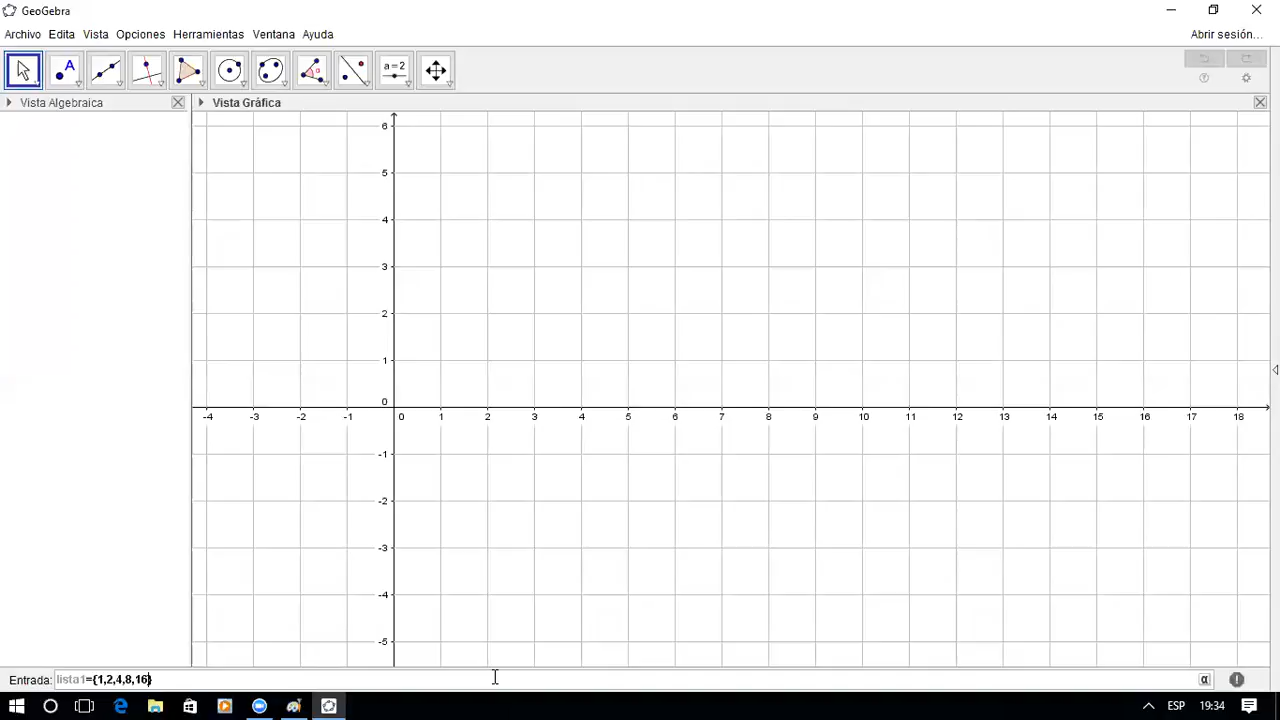 GeoGebra
Archivo Edita Vista Opciones Herramientas Ventana Ayuda
Abrir sesión...
A
α
a=2
Vista Algebraica
Vista Gráfica
6
5
4
3
2
1
0
-4 -3 -2 -1 0 1 2 3 4 5 6 7 8 9 10 11 12 13 14 15 16 17 18
-1
-2
-3
-4
-5
Entrada: lista1={1,2,4,8,16}
α
ESP 19:34